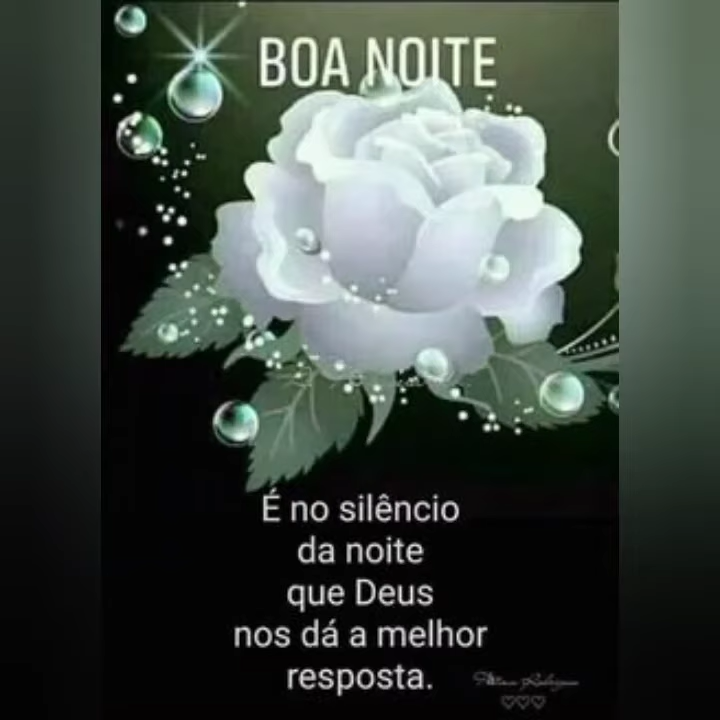 BOA NOITE
É no silêncio
da noite
que Deus
nos dá a melhor
resposta.